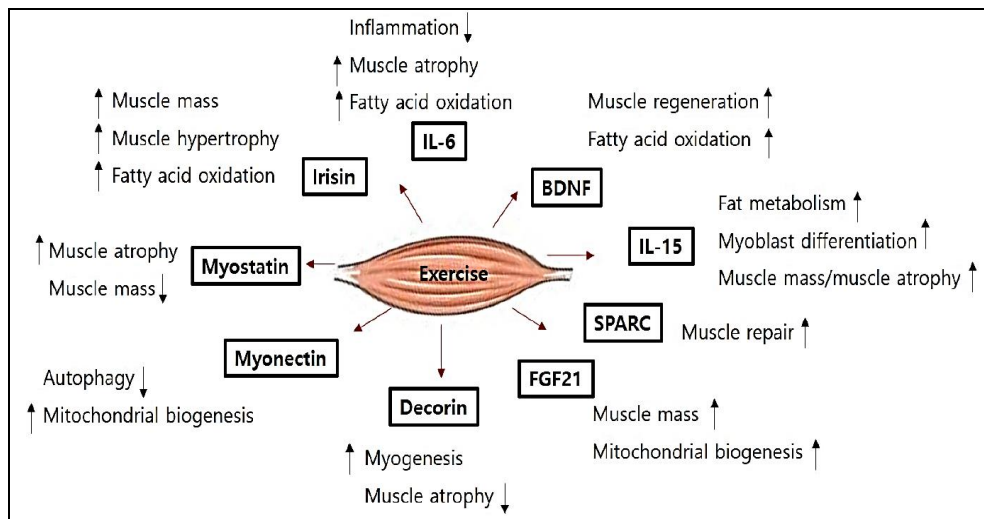 Inflammation ↓
↑ Muscle atrophy
↑ Fatty acid oxidation
IL-6
↑ Muscle mass
↑ Muscle hypertrophy
↑ Fatty acid oxidation
Irisin
Muscle regeneration ↑
Fatty acid oxidation ↑
BDNF
Fat metabolism ↑
Myoblast differentiation ↑
Muscle mass/muscle atrophy ↑
IL-15
↑ Muscle atrophy
Muscle mass ↓
Myostatin
Exercise
SPARC
Muscle repair ↑
Myonectin
Autophagy ↓
↑ Mitochondrial biogenesis
FGF21
Muscle mass ↑
Mitochondrial biogenesis ↑
Decorin
↑ Myogenesis
Muscle atrophy ↓